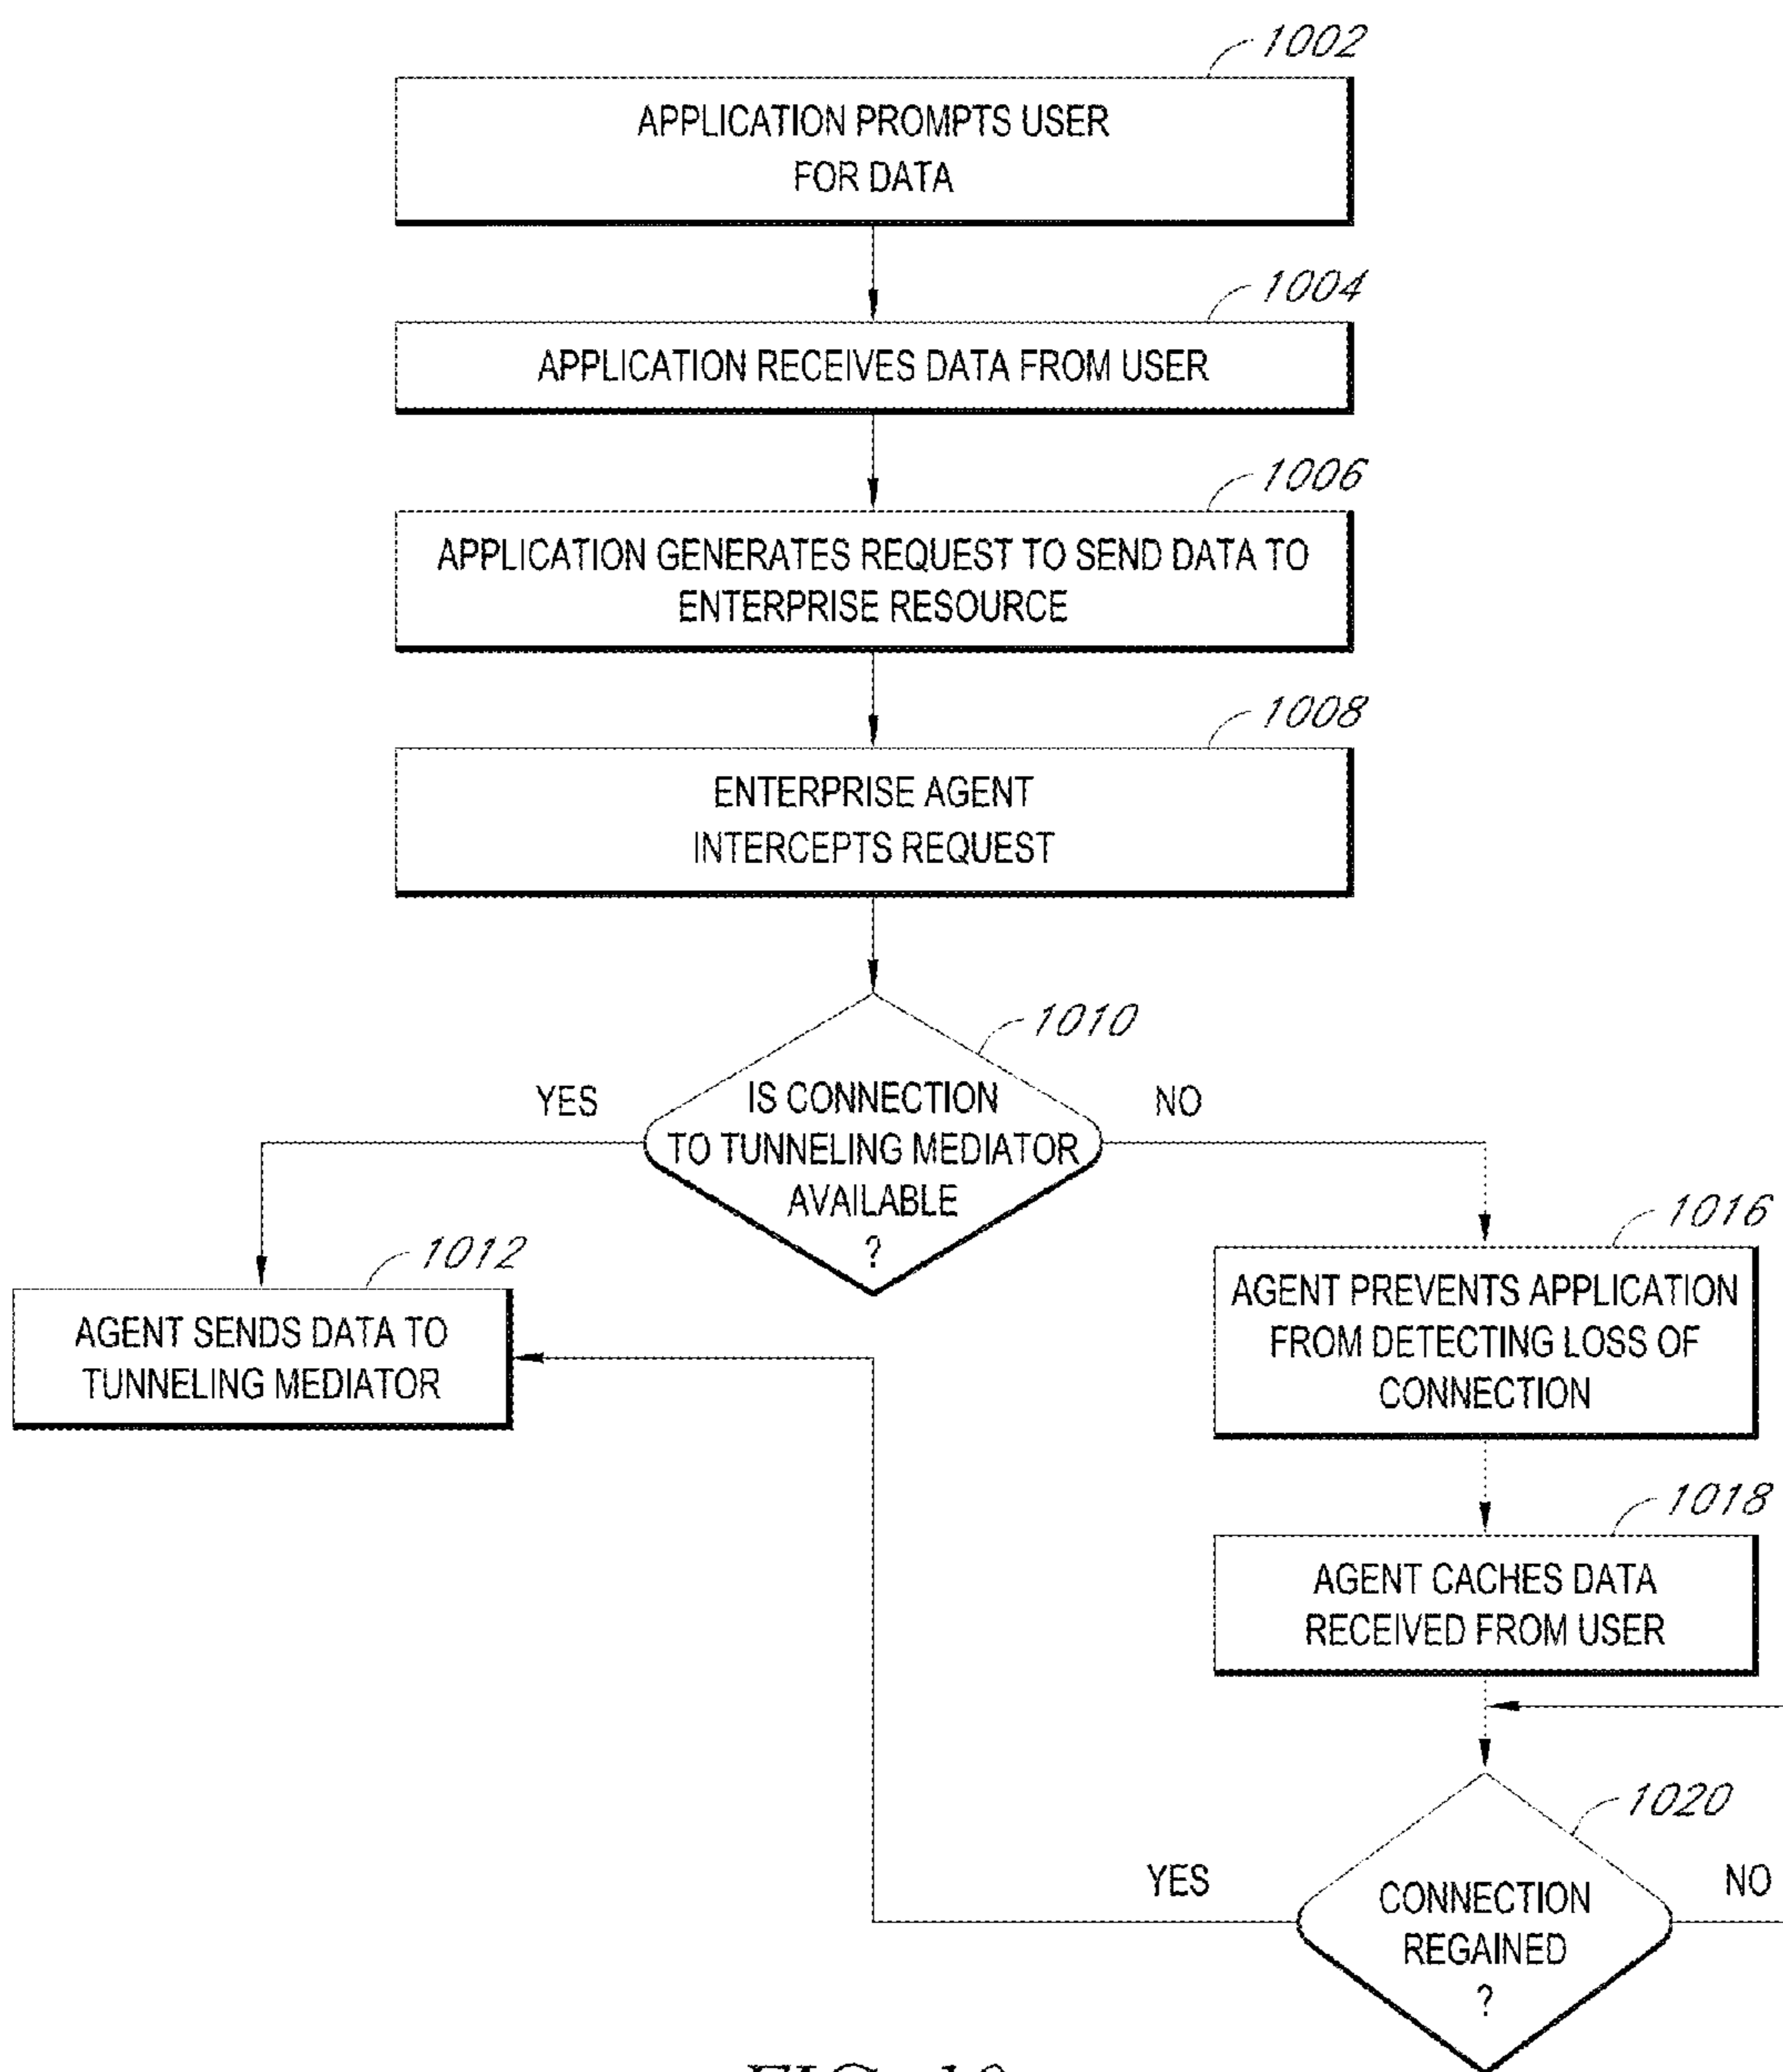 1002
APPLICATION PROMPTS USER
FOR DATA
1004
APPLICATION RECEIVES DATA FROM USER
1006
APPLICATION GENERATES REQUEST TO SEND DATA TO
ENTERPRISE RESOURCE
1008
ENTERPRISE AGENT
INTERCEPTS REQUEST
1010
YES
IS CONNECTION
TO TUNNELING MEDIATOR
AVAILABLE
?
NO
1012
AGENT SENDS DATA TO
TUNNELING MEDIATOR
1016
AGENT PREVENTS APPLICATION
FROM DETECTING LOSS OF
CONNECTION
1018
AGENT CACHES DATA
RECEIVED FROM USER
1020
YES
CONNECTION
REGAINED
?
NO